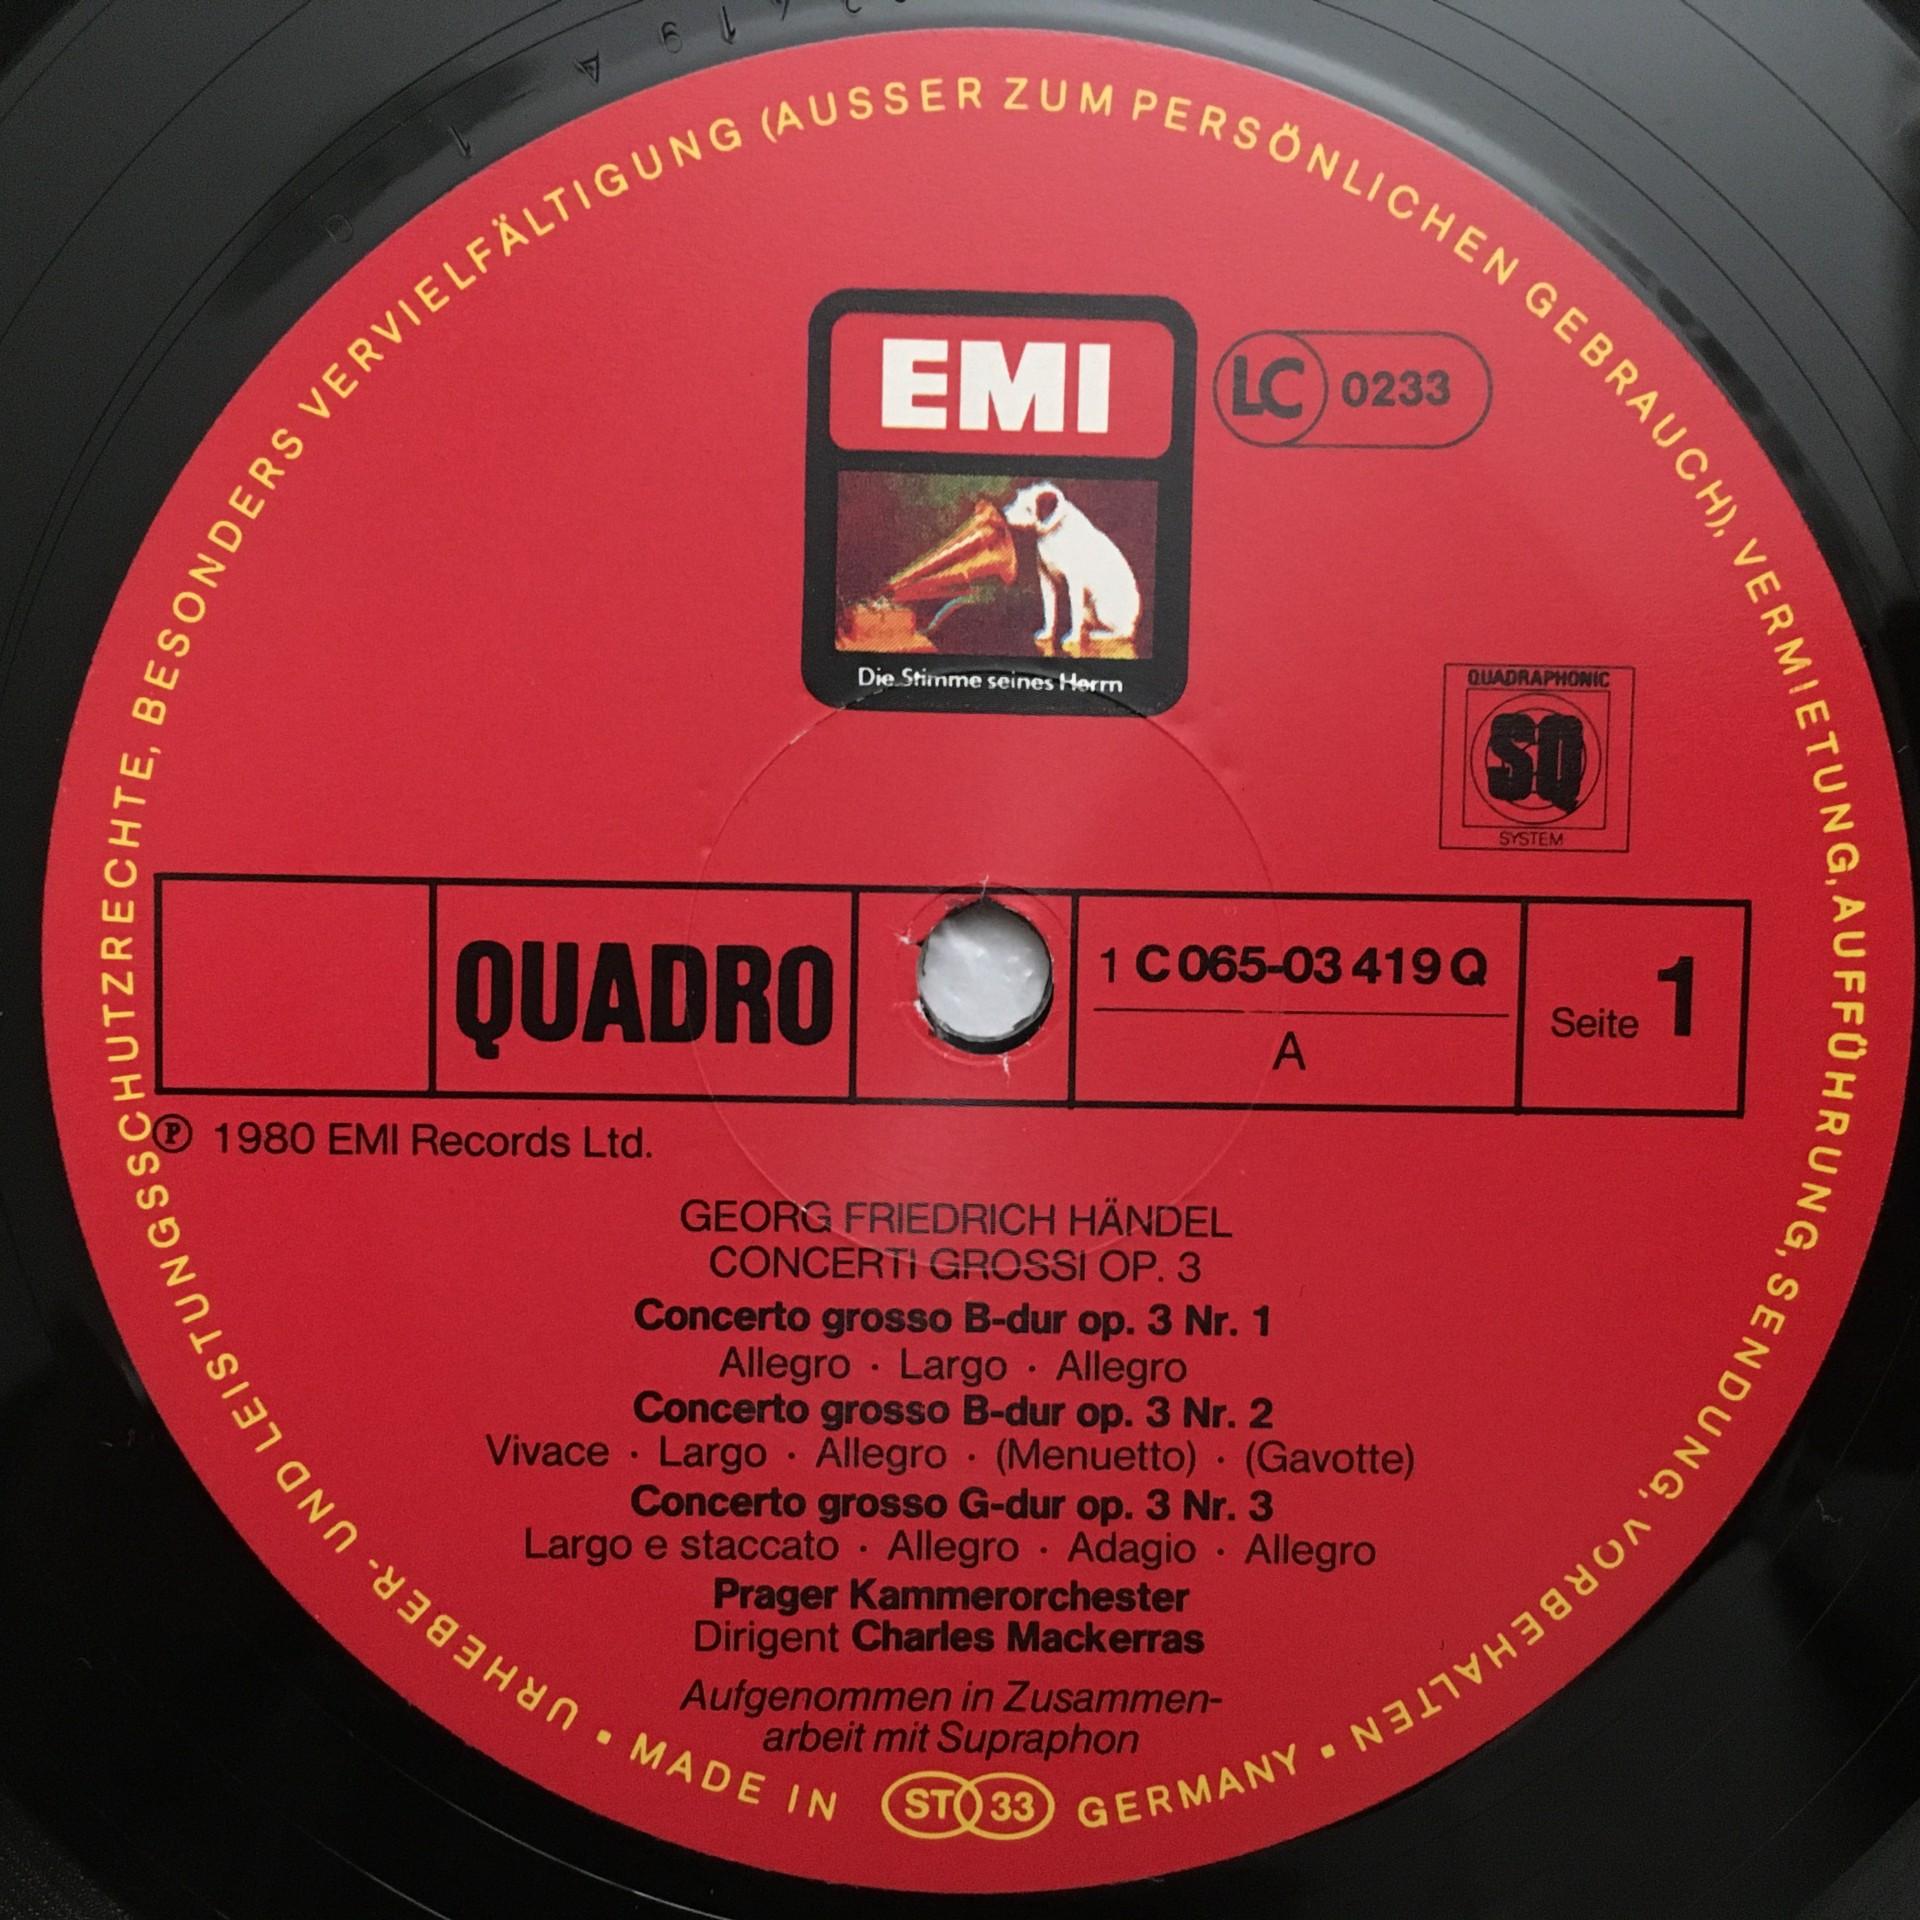 URHEBER- UND LEISTUNGSSCHUTZRECHTE, BESONDERS VERVIELFÄLTIGUNG (AUSSER ZUM PERSÖNLICHEN GEBRAUCH), VERMIETUNG, AUFFÜHRUNG, SENDUNG, VORBEHALTEN
EMI
LC 0233
Die Stimme seines Herrn
QUADRAPHONIC
SQ
SYSTEM
QUADRO
1 C 065-03 419 Q
A
Seite 1
℗ 1980 EMI Records Ltd.
GEORG FRIEDRICH HÄNDEL
CONCERTI GROSSI OP. 3
Concerto grosso B-dur op. 3 Nr. 1
Allegro · Largo · Allegro
Concerto grosso B-dur op. 3 Nr. 2
Vivace · Largo · Allegro · (Menuetto) · (Gavotte)
Concerto grosso G-dur op. 3 Nr. 3
Largo e staccato · Allegro · Adagio · Allegro
Prager Kammerorchester
Dirigent Charles Mackerras
Aufgenommen in Zusammen-
arbeit mit Supraphon
MADE IN ST 33 GERMANY